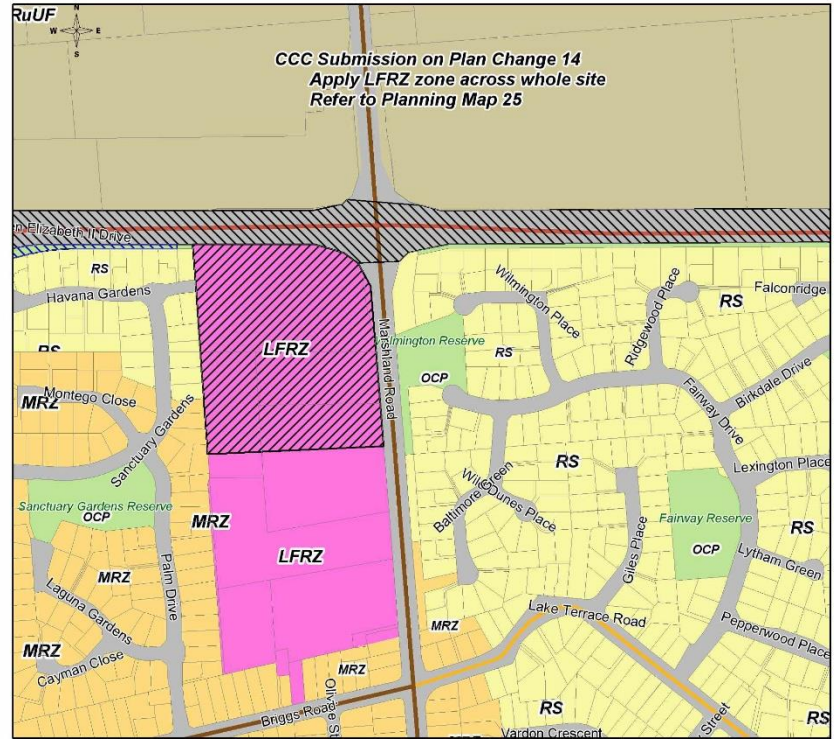 RuUF
N
W E
S
CCC Submission on Plan Change 14
Apply LFRZ zone across whole site
Refer to Planning Map 25
n Elizabeth II Drive
RS
Havana Gardens
RS
MRZ
Montego Close
Sanctuary Gardens
Sanctuary Gardens Reserve
OCP
MRZ
MRZ
Palm Drive
Laguna Gardens
MRZ
Cayman Close
LFRZ
LFRZ
Marshland Road
MRZ
Briggs Road
Olivine St
lmington Reserve
OCP
Wilmington Place
RS
Ridgewood Place
RS
Falconridge
Birkdale Drive
Fairway Drive
RS
Lexington Place
Baltimore Green
Wild Dunes Place
Giles Place
Fairway Reserve
OCP
RS
Lytham Green
Pepperwood Place
Lake Terrace Road
MRZ
RS
Vardon Crescent
Street
RS